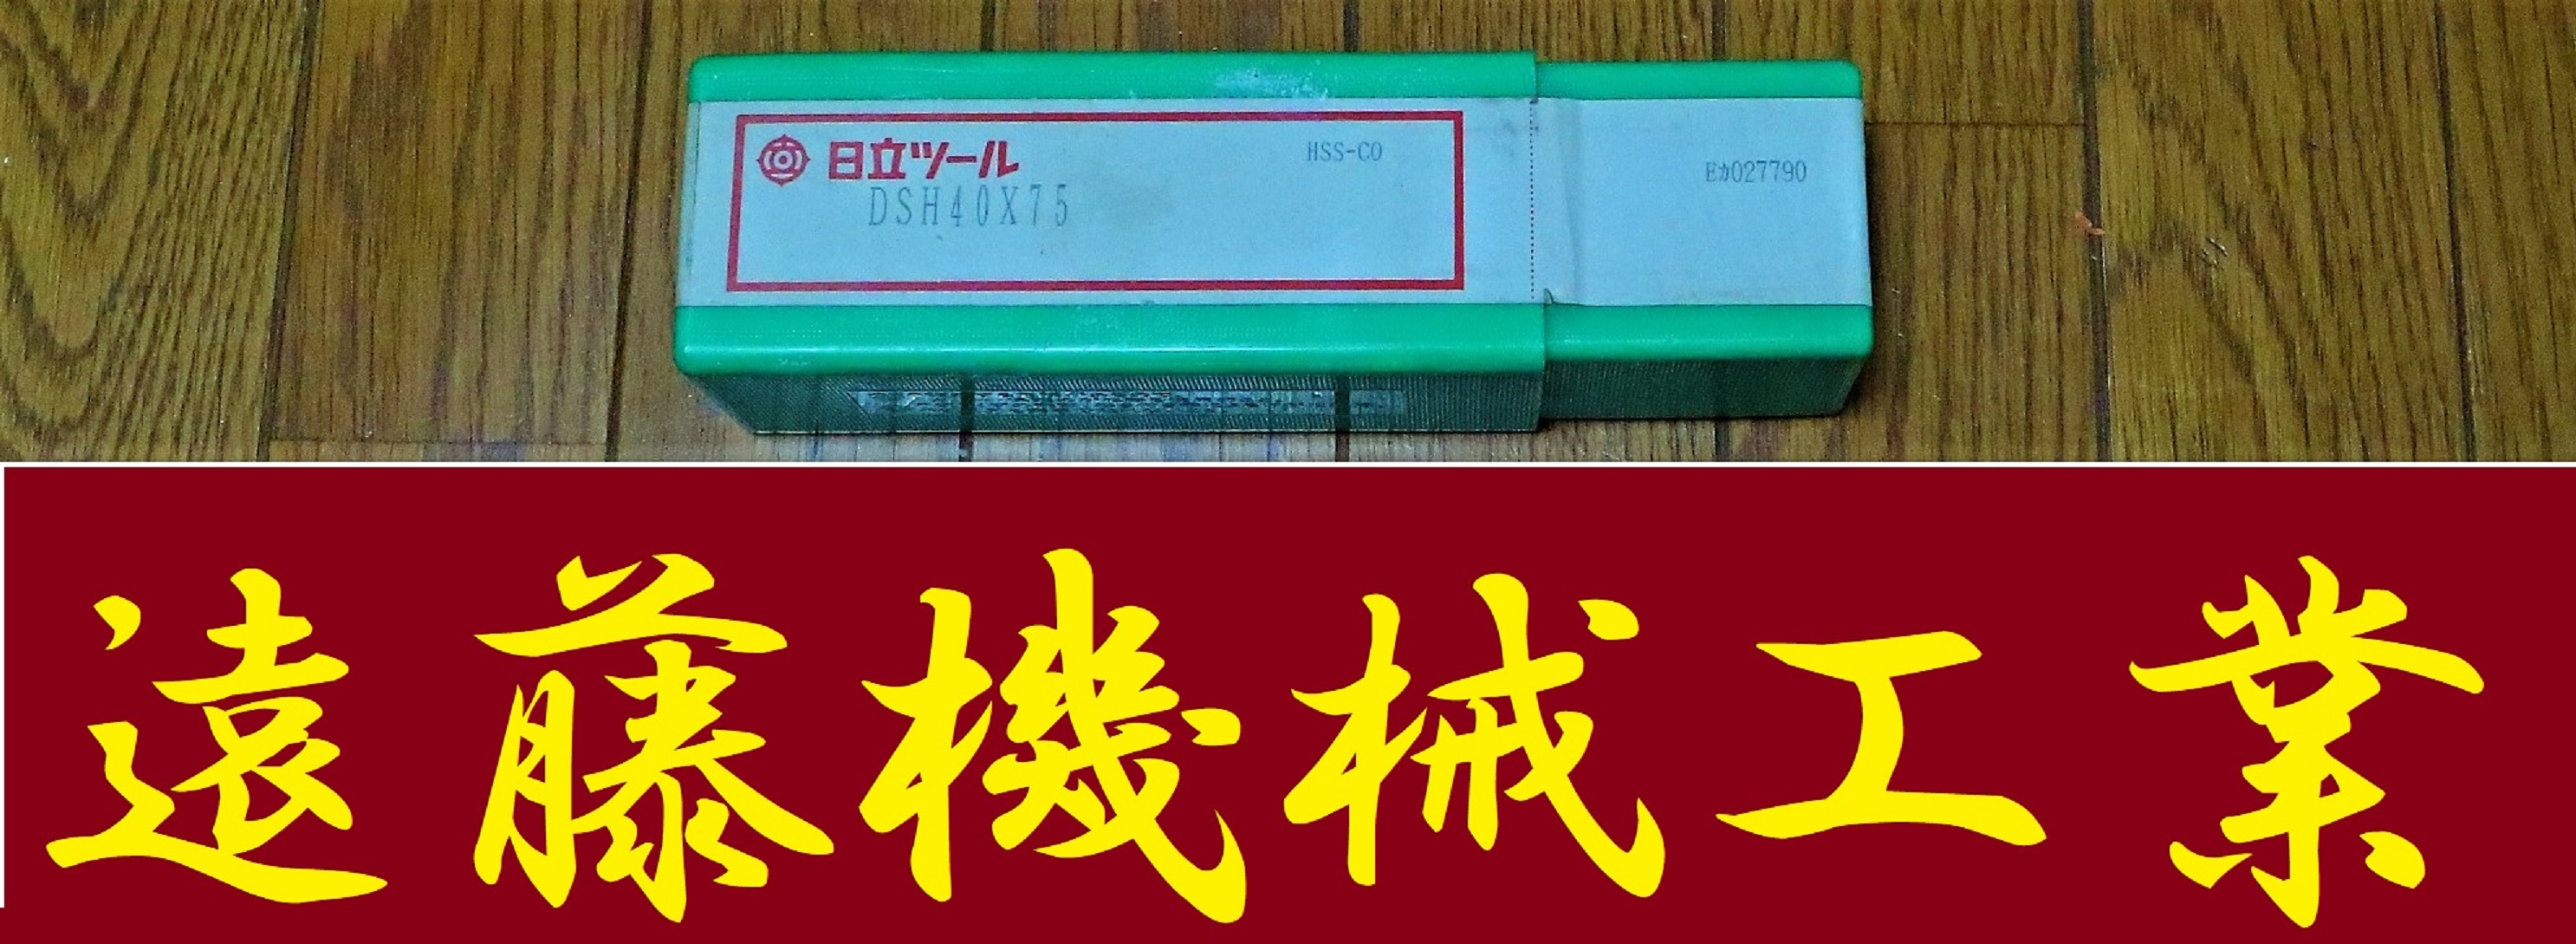 日立ツール
HSS-CO
DSH40X75
Eカ027790
遠藤機械工業